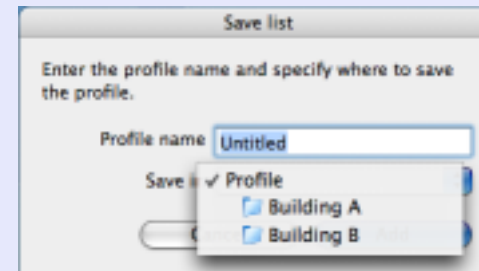 Save list
Enter the profile name and specify where to save
the profile.
Profile name Untitled
Save i ✓ Profile
Building A
Building B